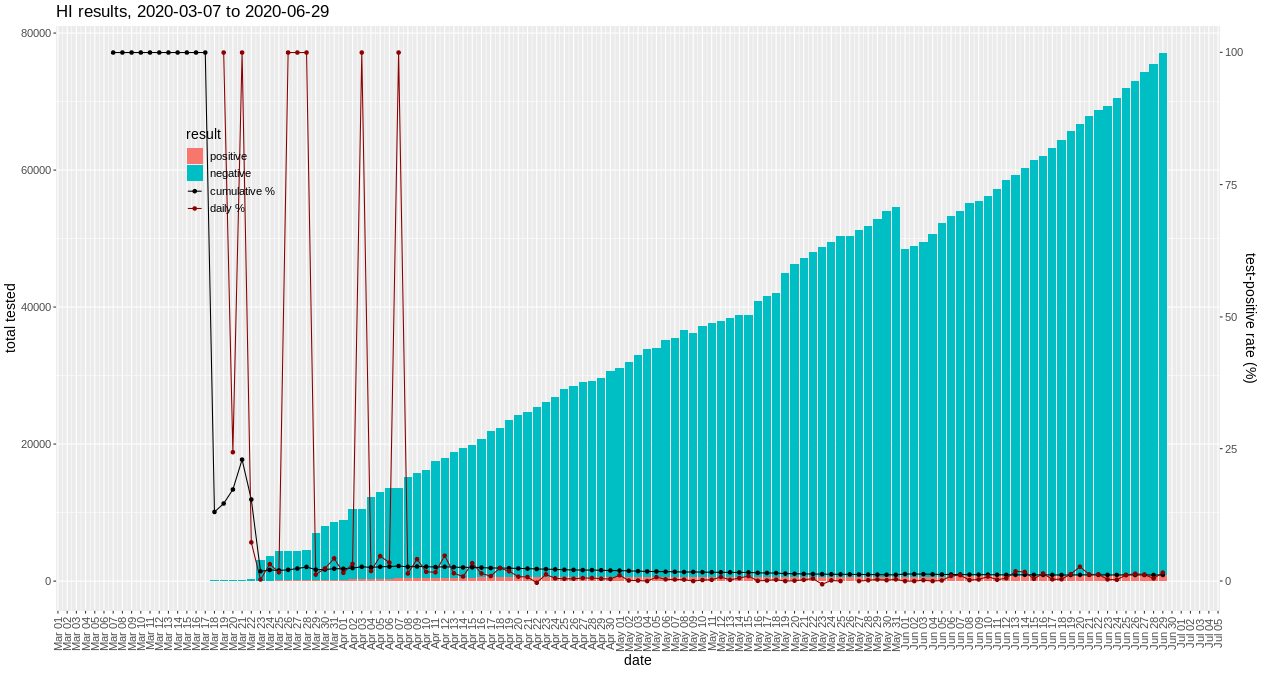 HI results, 2020-03-07 to 2020-06-29
80000
60000
40000
20000
0
total tested
result
positive
negative
cumulative %
daily %
100
75
50
25
0
test-positive rate (%)
Mar 01
Mar 02
Mar 03
Mar 04
Mar 05
Mar 06
Mar 07
Mar 08
Mar 09
Mar 10
Mar 11
Mar 12
Mar 13
Mar 14
Mar 15
Mar 16
Mar 17
Mar 18
Mar 19
Mar 20
Mar 21
Mar 22
Mar 23
Mar 24
Mar 25
Mar 26
Mar 27
Mar 28
Mar 29
Mar 30
Mar 31
Apr 01
Apr 02
Apr 03
Apr 04
Apr 05
Apr 06
Apr 07
Apr 08
Apr 09
Apr 10
Apr 11
Apr 12
Apr 13
Apr 14
Apr 15
Apr 16
Apr 17
Apr 18
Apr 19
Apr 20
Apr 21
Apr 22
Apr 23
Apr 24
Apr 25
Apr 26
Apr 27
Apr 28
Apr 29
Apr 30
May 01
May 02
May 03
May 04
May 05
May 06
May 07
May 08
May 09
May 10
May 11
May 12
May 13
May 14
May 15
May 16
May 17
May 18
May 19
May 20
May 21
May 22
May 23
May 24
May 25
May 26
May 27
May 28
May 29
May 30
May 31
Jun 01
Jun 02
Jun 03
Jun 04
Jun 05
Jun 06
Jun 07
Jun 08
Jun 09
Jun 10
Jun 11
Jun 12
Jun 13
Jun 14
Jun 15
Jun 16
Jun 17
Jun 18
Jun 19
Jun 20
Jun 21
Jun 22
Jun 23
Jun 24
Jun 25
Jun 26
Jun 27
Jun 28
Jun 29
Jun 30
Jul 01
Jul 02
Jul 03
Jul 04
Jul 05
date